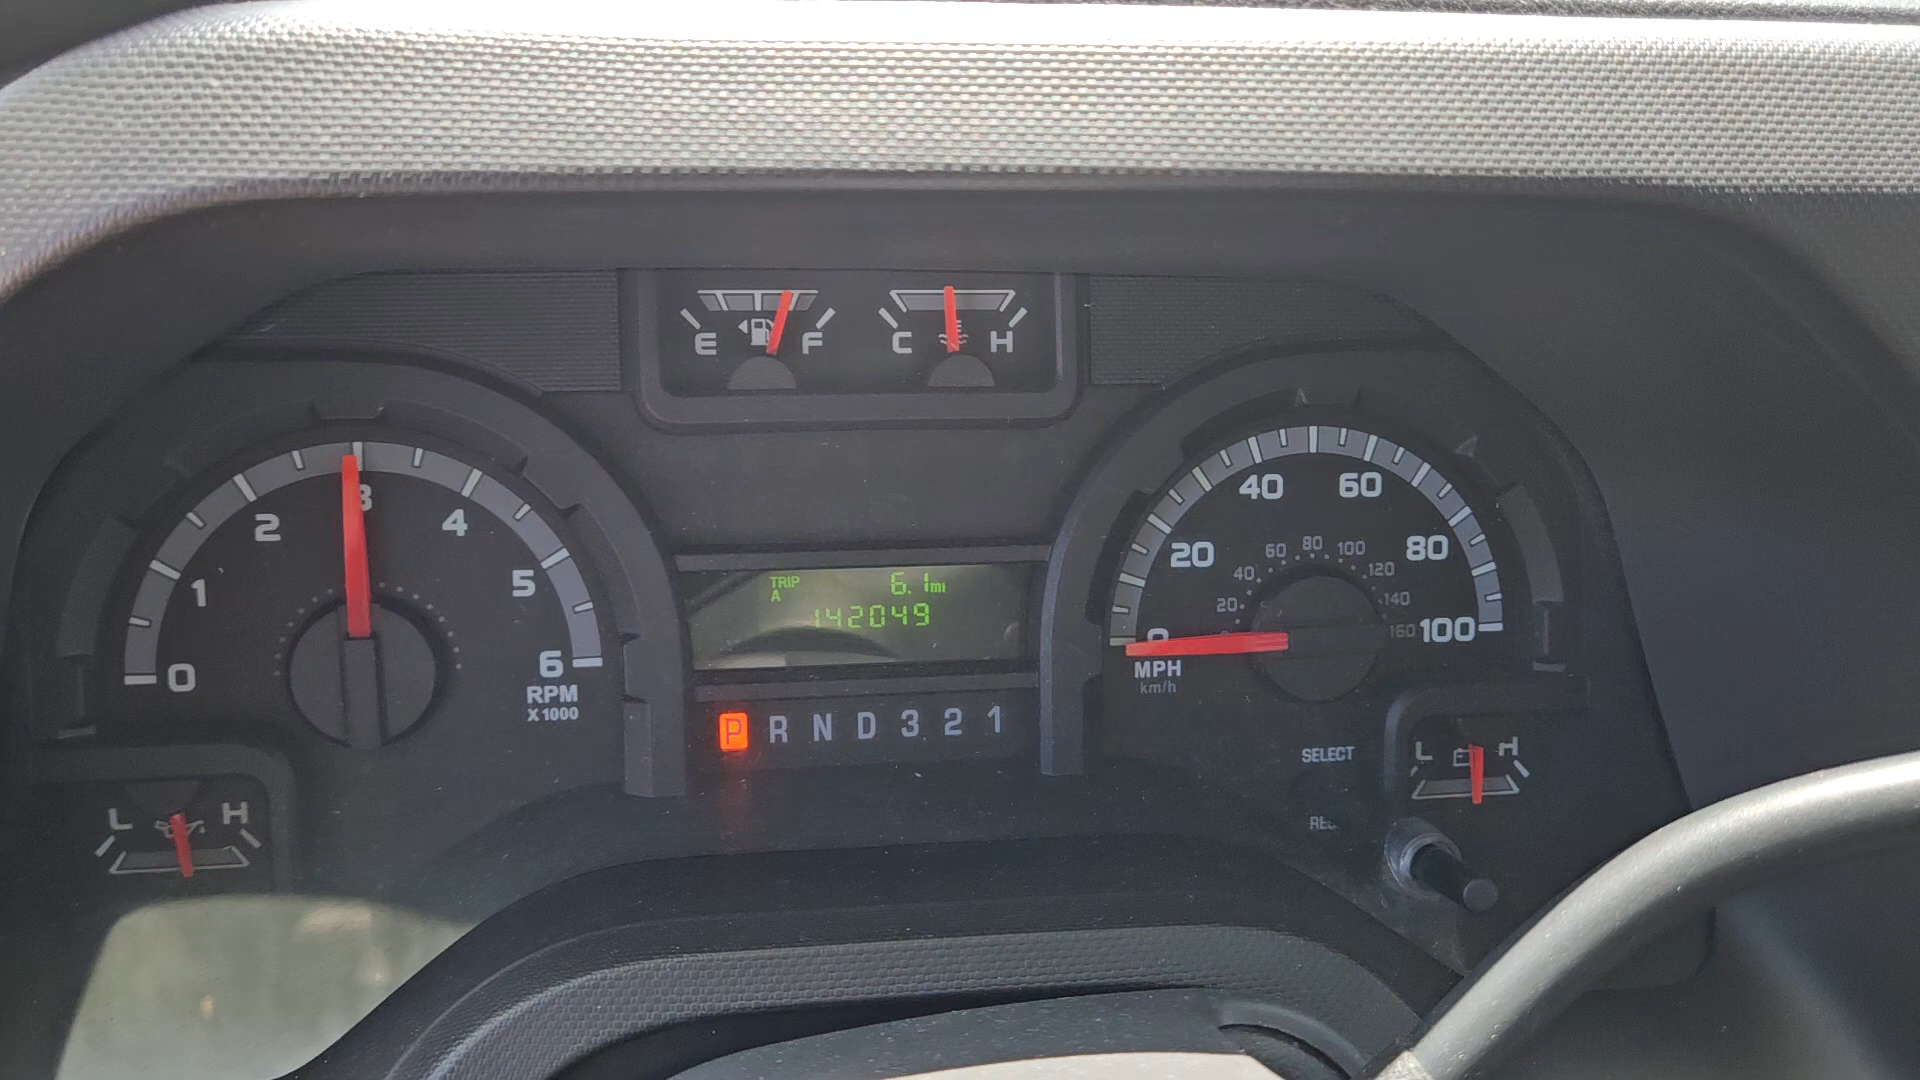 E F
C H
0 1 2 3 4 5 6
RPM
X1000
TRIP 6.1mi
A
142049
P R N D 3 2 1
0 20 40 60 80 100
20 40 60 80 100 120 140 160
MPH
km/h
SELECT
L H
L H